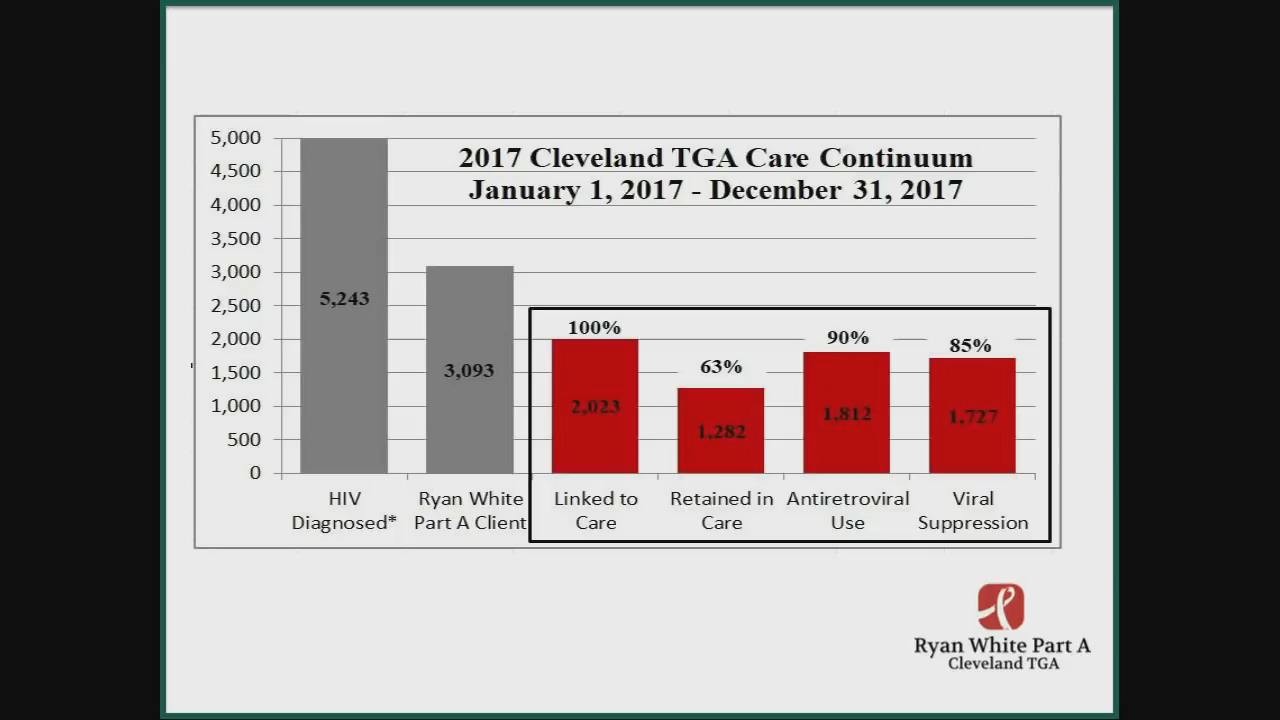 2017 Cleveland TGA Care Continuum
January 1, 2017 - December 31, 2017
5,000
4,500
4,000
3,500
3,000
2,500
2,000
1,500
1,000
500
0
5,243
3,093
100%
2,023
63%
1,282
90%
1,812
85%
1,727
HIV
Diagnosed*
Ryan White
Part A Client
Linked to
Care
Retained in
Care
Antiretroviral
Use
Viral
Suppression
Ryan White Part A
Cleveland TGA